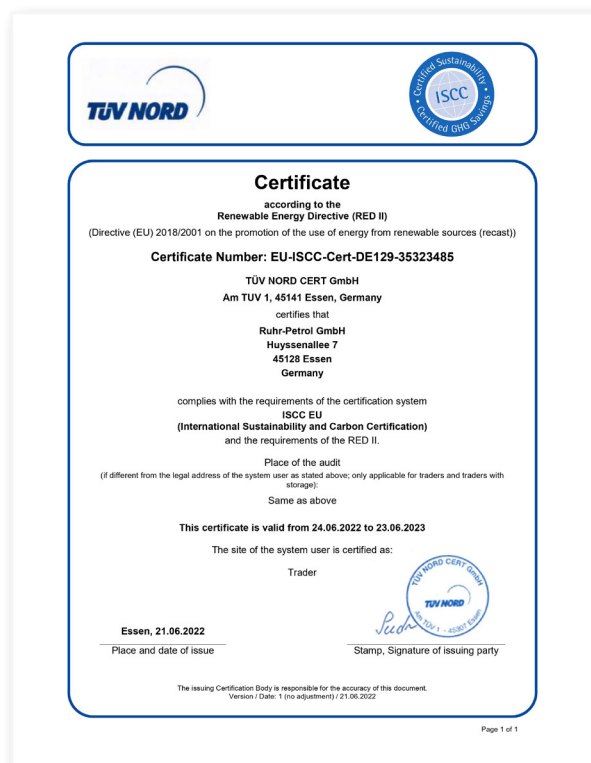 TÜV NORD
Certified Sustainability
ISCC
Certified GHG Savings
Certificate
according to the
Renewable Energy Directive (RED II)
(Directive (EU) 2018/2001 on the promotion of the use of energy from renewable sources (recast))
Certificate Number: EU-ISCC-Cert-DE129-35323485
TÜV NORD CERT GmbH
Am TUV 1, 45141 Essen, Germany
certifies that
Ruhr-Petrol GmbH
Huyssenallee 7
45128 Essen
Germany
complies with the requirements of the certification system
ISCC EU
(International Sustainability and Carbon Certification)
and the requirements of the RED II.
Place of the audit
(if different from the legal address of the system user as stated above; only applicable for traders and traders with
storage):
Same as above
This certificate is valid from 24.06.2022 to 23.06.2023
The site of the system user is certified as:
Trader
TÜV NORD CERT GmbH
TÜV NORD
Am TÜV 1 - 45307 Essen
Essen, 21.06.2022
Place and date of issue
Stamp, Signature of issuing party
The issuing Certification Body is responsible for the accuracy of this document.
Version / Date: 1 (no adjustment) / 21.06.2022
Page 1 of 1